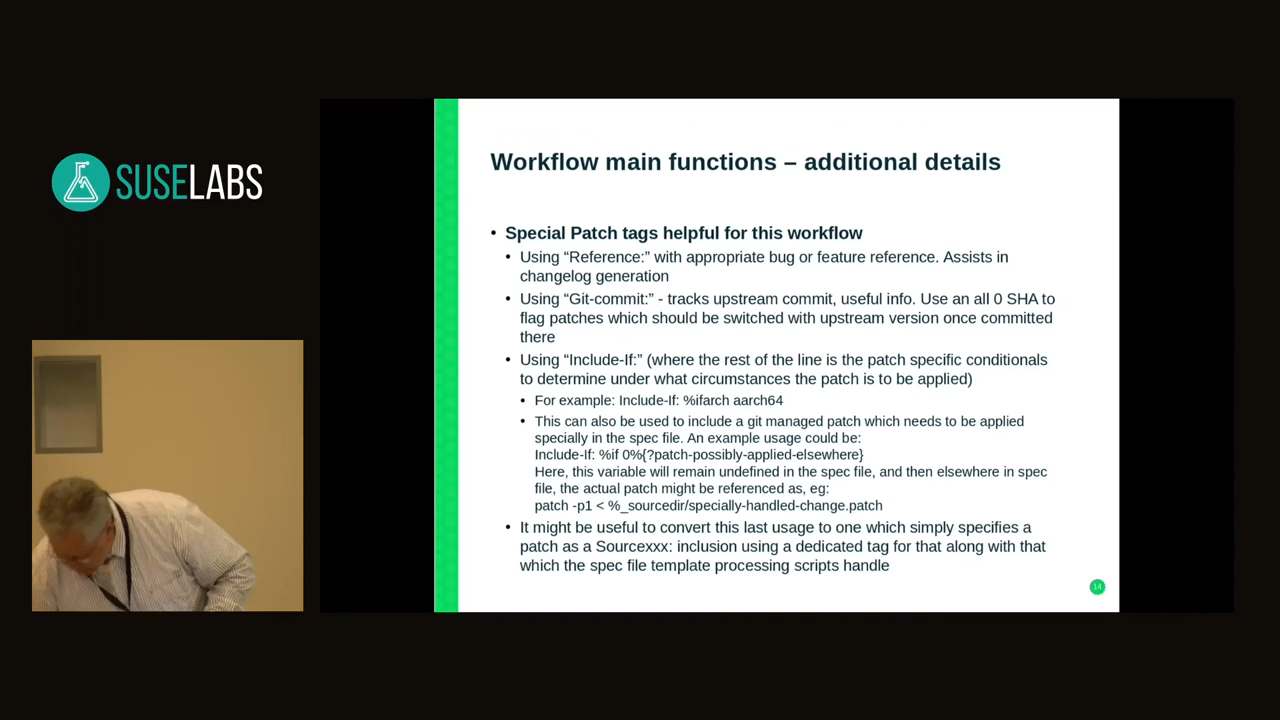 SUSELABS
Workflow main functions – additional details
• Special Patch tags helpful for this workflow
• Using “Reference:” with appropriate bug or feature reference. Assists in
changelog generation
• Using “Git-commit:” - tracks upstream commit, useful info. Use an all 0 SHA to
flag patches which should be switched with upstream version once committed
there
• Using “Include-If:” (where the rest of the line is the patch specific conditionals
to determine under what circumstances the patch is to be applied)
• For example: Include-If: %ifarch aarch64
• This can also be used to include a git managed patch which needs to be applied
specially in the spec file. An example usage could be:
Include-If: %if 0%{?patch-possibly-applied-elsewhere}
Here, this variable will remain undefined in the spec file, and then elsewhere in spec
file, the actual patch might be referenced as, eg:
patch -p1 < %_sourcedir/specially-handled-change.patch
• It might be useful to convert this last usage to one which simply specifies a
patch as a Sourcexxx: inclusion using a dedicated tag for that along with that
which the spec file template processing scripts handle
14